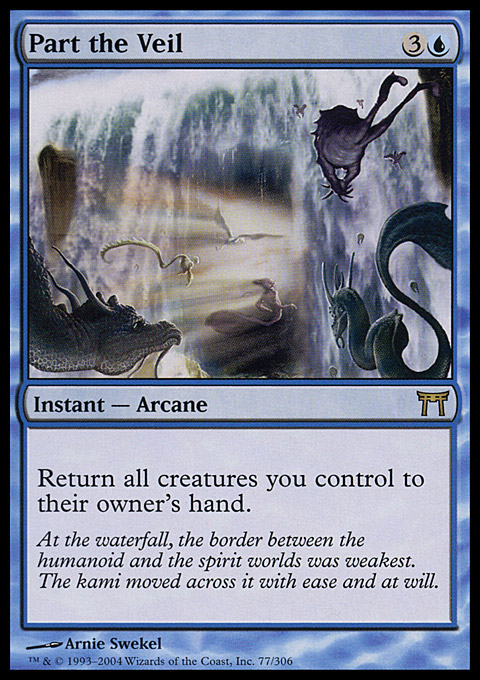 Part the Veil 3
Instant — Arcane
Return all creatures you control to
their owner's hand.
At the waterfall, the border between the
humanoid and the spirit worlds was weakest.
The kami moved across it with ease and at will.
Arnie Swekel
™ & © 1993–2004 Wizards of the Coast, Inc. 77/306